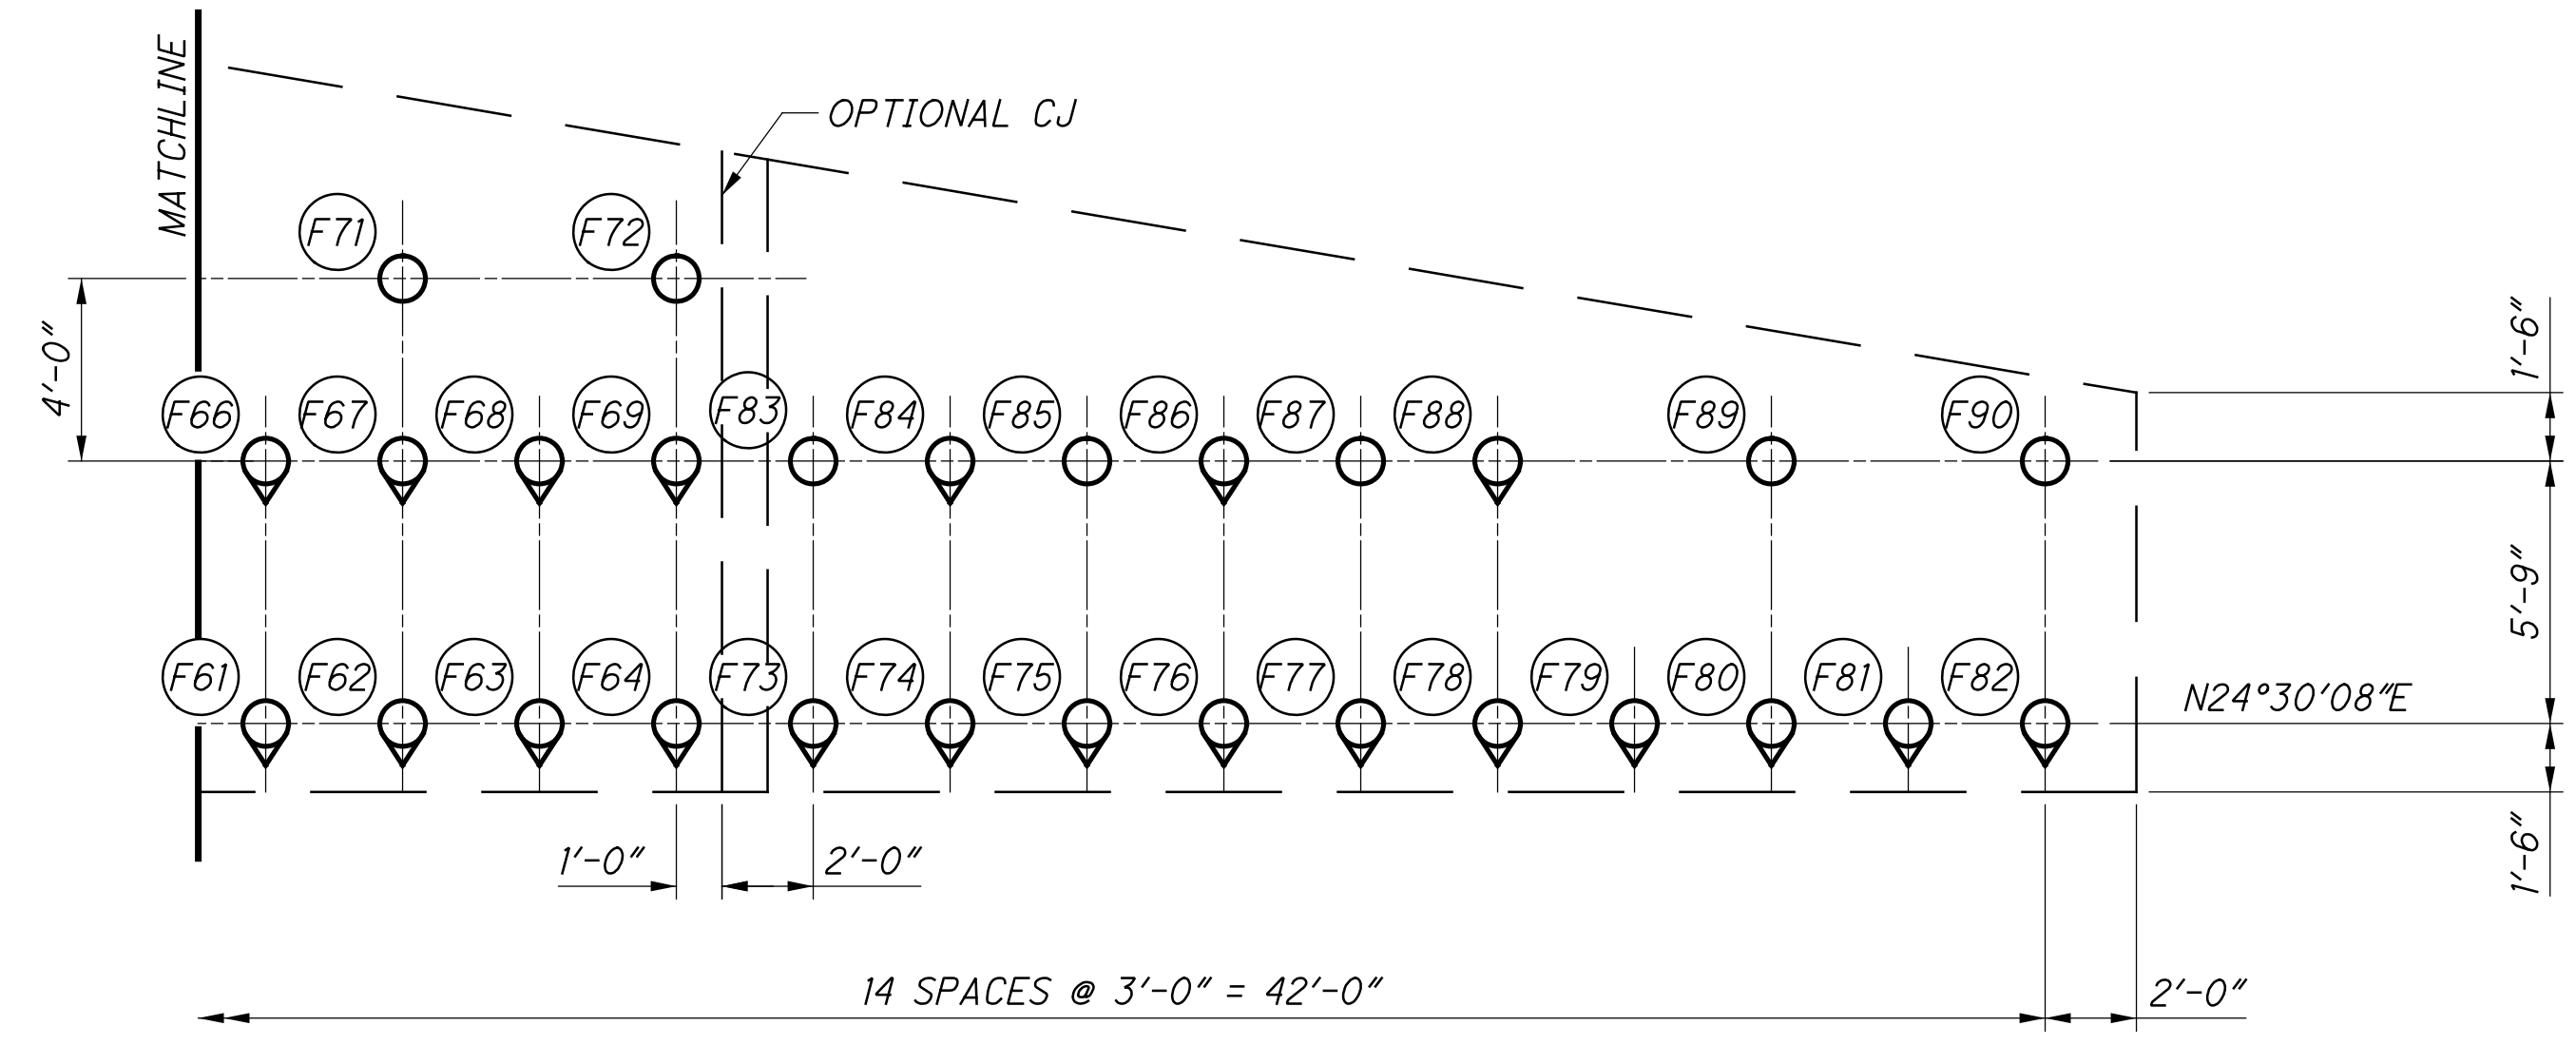 MATCHLINE
OPTIONAL CJ
F71
F72
4'-0"
1'-6"
F66
F67
F68
F69
F83
F84
F85
F86
F87
F88
F89
F90
5'-9"
F61
F62
F63
F64
F73
F74
F75
F76
F77
F78
F79
F80
F81
F82
N24°30'08"E
1'-6"
1'-0"
2'-0"
14 SPACES @ 3'-0" = 42'-0"
2'-0"